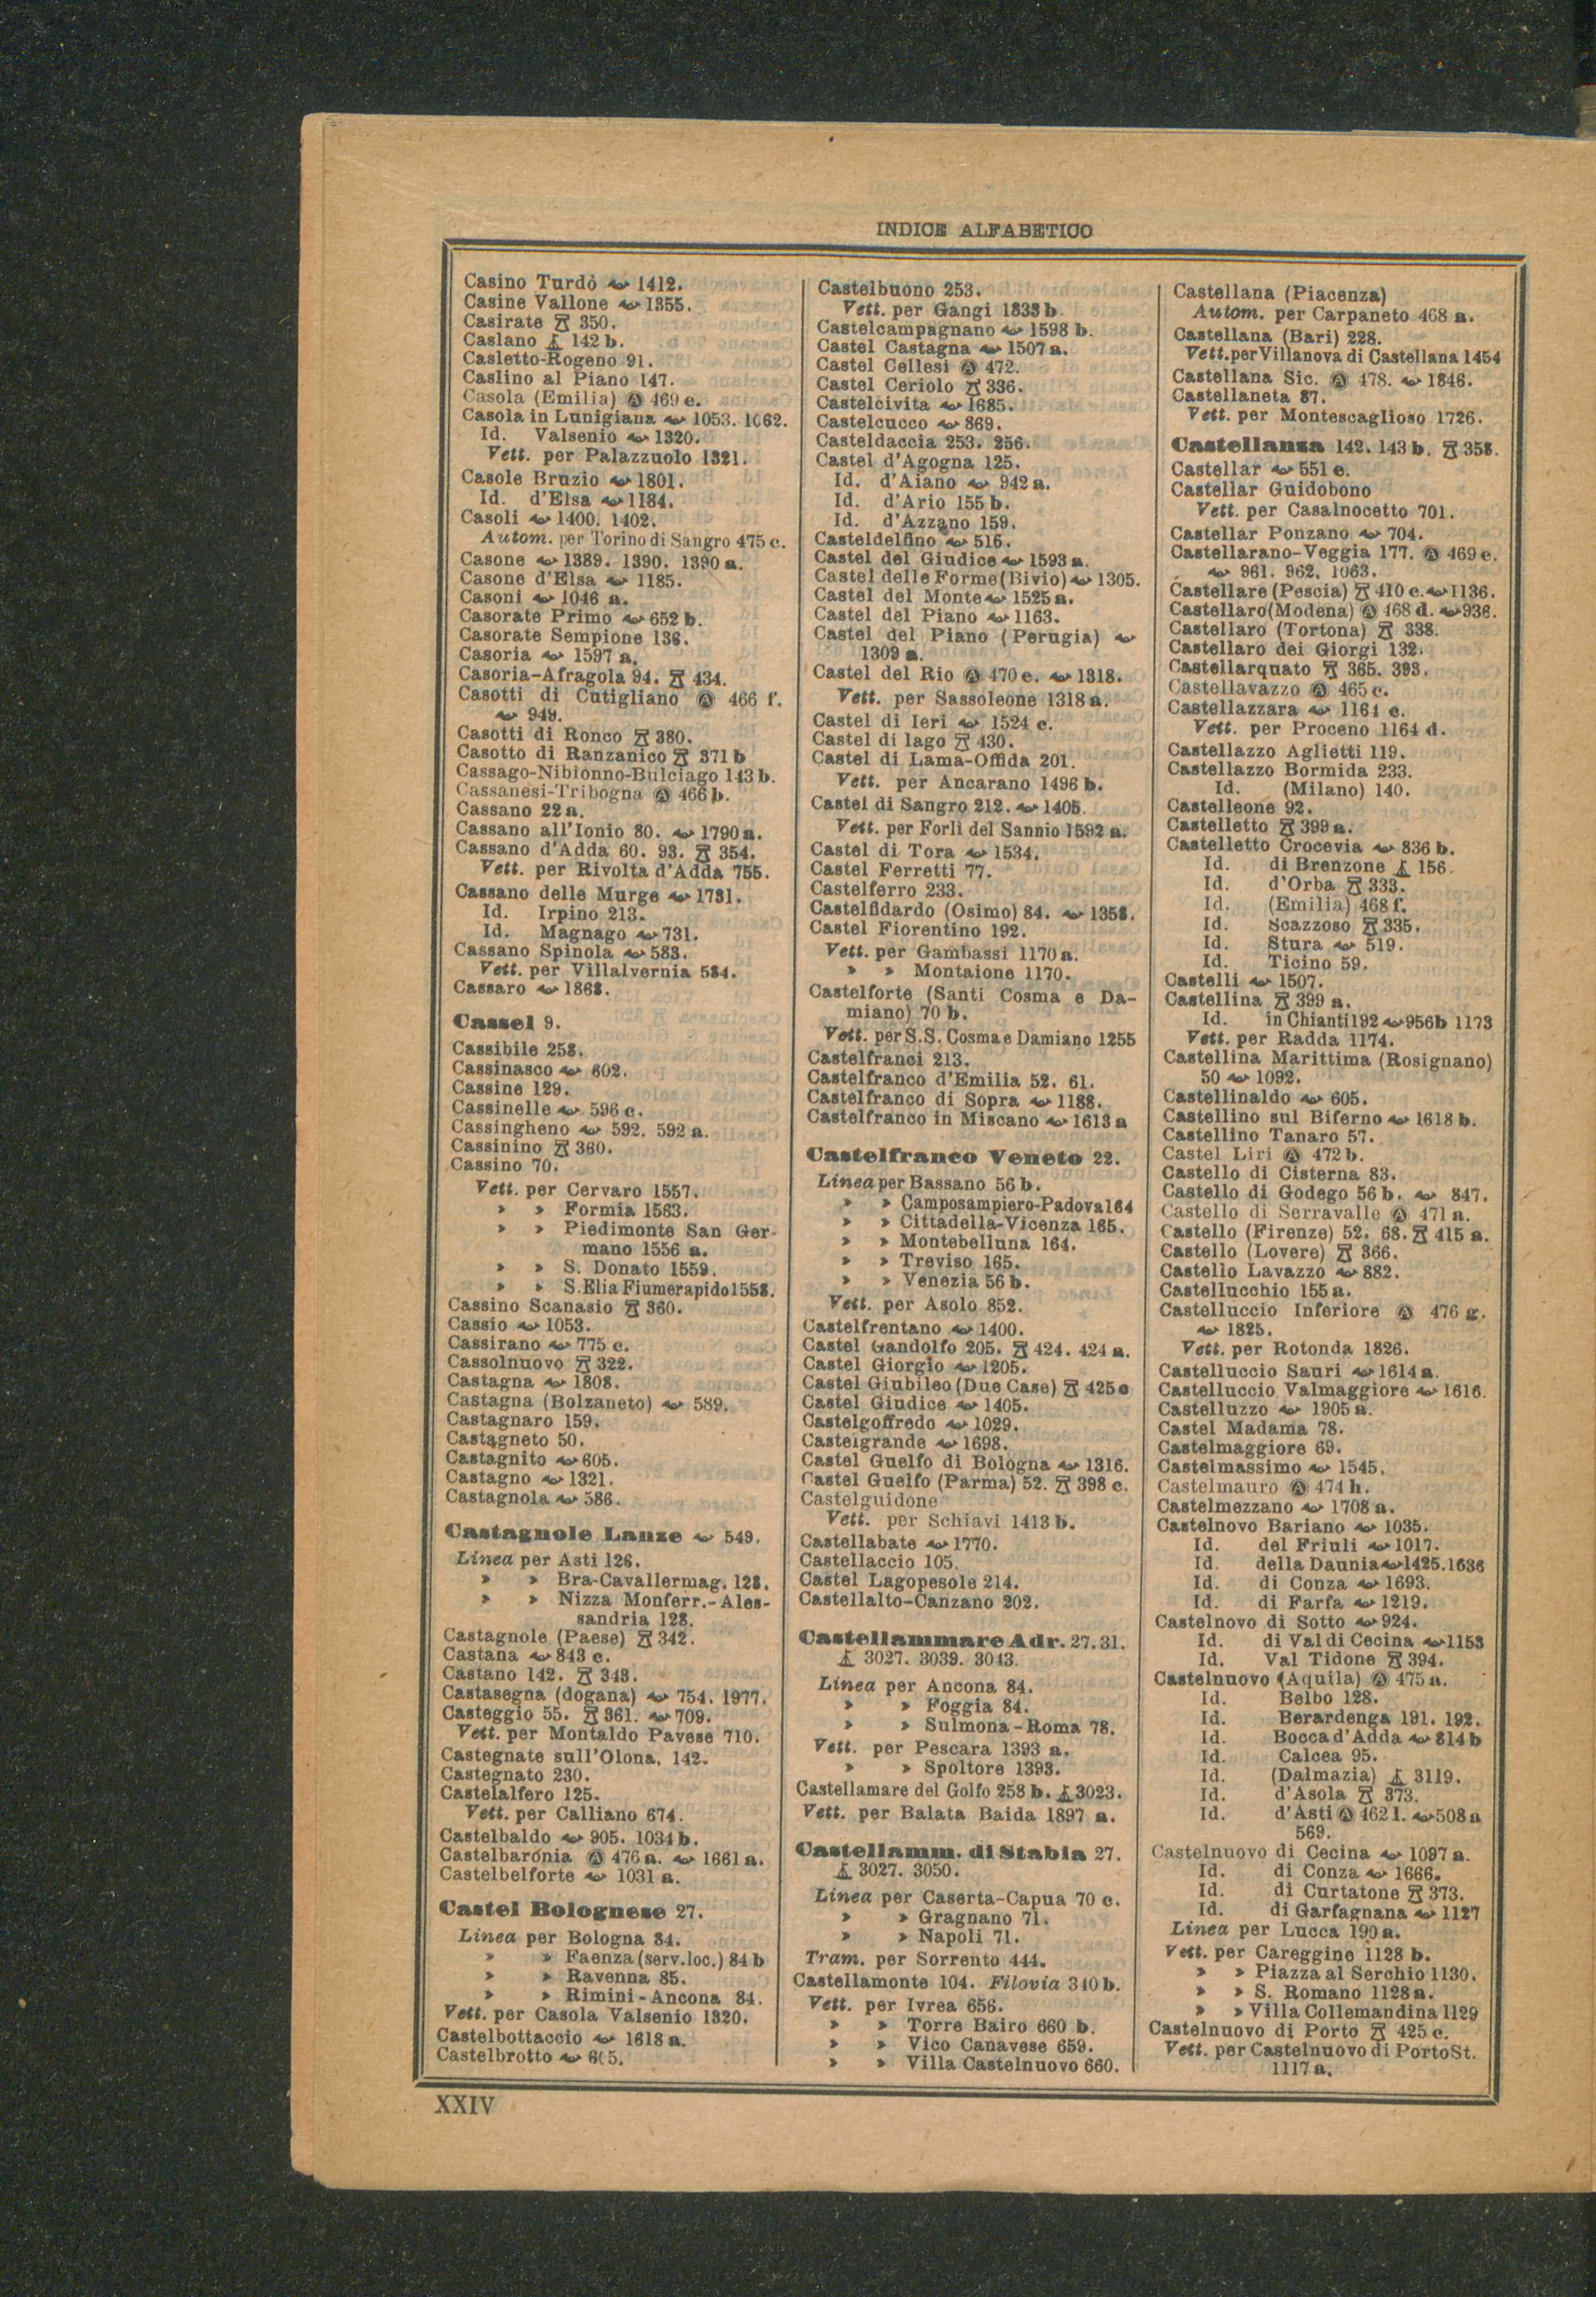 INDICE ALFABETICO
Casino Turdò 1412.
Casine Vallone 1355.
Casirate 350.
Caslano 142 b.
Casletto-Rogeno 91.
Caslino al Piano 147.
Casola (Emilia) Ⓐ 469 e.
Casola in Lunigiana 1053. 1062.
Id. Valsenio 1320.
Vett. per Palazzuolo 1321.
Casole Bruzio 1801.
Id. d'Elsa 1184.
Casoli 1400. 1402.
Autom. per Torino di Sangro 475 c.
Casone 1389. 1390. 1390 a.
Casone d'Elsa 1185.
Casoni 1046 a.
Casorate Primo 652 b.
Casorate Sempione 136.
Casoria 1597 a.
Casoria-Afragola 94. 434.
Casotti di Cutigliano Ⓐ 466 f.
949.
Casotti di Ronco 380.
Casotto di Ranzanico 371 b
Cassago-Nibionno-Bulciago 143 b.
Cassanesi-Tribogna Ⓐ 466 b.
Cassano 22 a.
Cassano all'Ionio 80. 1790 a.
Cassano d'Adda 60. 93. 354.
Vett. per Rivolta d'Adda 755.
Cassano delle Murge 1731.
Id. Irpino 213.
Id. Magnago 731.
Cassano Spinola 583.
Vett. per Villalvernia 584.
Cassaro 1868.
Cassel 9.
Cassibile 258.
Cassinasco 602.
Cassine 129.
Cassinelle 596 c.
Cassingheno 592. 592 a.
Cassinino 360.
Cassino 70.
Vett. per Cervaro 1557.
» » Formia 1563.
» » Piedimonte San Ger-
mano 1556 a.
» » S. Donato 1559.
» » S. Elia Fiumerapido 1558.
Cassino Scanasio 360.
Cassio 1053.
Cassirano 775 c.
Cassolnuovo 322.
Castagna 1808.
Castagna (Bolzaneto) 589.
Castagnaro 159.
Castagneto 50.
Castagnito 605.
Castagno 1321.
Castagnola 586.
Castagnole Lanze 549.
Linea per Asti 126.
» » Bra-Cavallermag. 128.
» » Nizza Monferr.-Ales-
sandria 128.
Castagnole (Paese) 342.
Castana 843 c.
Castano 142. 343.
Castasegna (dogana) 754. 1977.
Casteggio 55. 361. 709.
Vett. per Montaldo Pavese 710.
Castegnate sull'Olona, 142.
Castegnato 230.
Castelalfero 125.
Vett. per Calliano 674.
Castelbaldo 905. 1034 b.
Castelbaronia Ⓐ 476 a. 1661 a.
Castelbelforte 1031 a.
Castel Bolognese 27.
Linea per Bologna 84.
» » Faenza (serv. loc.) 84 b
» » Ravenna 85.
» » Rimini - Ancona 84.
Vett. per Casola Valsenio 1320.
Castelbottaccio 1618 a.
Castelbrotto 605.
Castelbuono 253.
Vett. per Gangi 1833 b
Castelcampagnano 1598 b.
Castel Castagna 1507 a.
Castel Cellesi Ⓐ 472.
Castel Ceriolo 336.
Castelcivita 1685.
Castelcucco 869.
Casteldaccia 253. 256.
Castel d'Agogna 125.
Id. d'Aiano 942 a.
Id. d'Ario 155 b.
Id. d'Azzano 159.
Casteldelfino 516.
Castel del Giudice 1593 a.
Castel delle Forme (Bivio) 1305.
Castel del Monte 1525 a.
Castel del Piano 1163.
Castel del Piano (Perugia)
1309 a.
Castel del Rio Ⓐ 470 e. 1318.
Vett. per Sassoleone 1318 a.
Castel di Ieri 1524 c.
Castel di lago 430.
Castel di Lama-Offida 201.
Vett. per Ancarano 1496 b.
Castel di Sangro 212. 1405.
Vett. per Forlì del Sannio 1592 a.
Castel di Tora 1534.
Castel Ferretti 77.
Castelferro 233.
Castelfidardo (Osimo) 84. 1358.
Castel Fiorentino 192.
Vett. per Gambassi 1170 a.
» » Montaione 1170.
Castelforte (Santi Cosma e Da-
miano) 70 b.
Vett. per S.S. Cosma e Damiano 1255
Castelfranci 213.
Castelfranco d'Emilia 52. 61.
Castelfranco di Sopra 1188.
Castelfranco in Miscano 1613 a
Castelfranco Veneto 22.
Linea per Bassano 56 b.
» » Camposampiero-Padova 164
» » Cittadella-Vicenza 165.
» » Montebelluna 164.
» » Treviso 165.
» » Venezia 56 b.
Vett. per Asolo 852.
Castelfrentano 1400.
Castel Gandolfo 205. 424. 424 a.
Castel Giorgio 1205.
Castel Giubileo (Due Case) 425 c
Castel Giudice 1405.
Castelgoffredo 1029.
Castelgrande 1698.
Castel Guelfo di Bologna 1316.
Castel Guelfo (Parma) 52. 398 c.
Castelguidone
Vett. per Schiavi 1413 b.
Castellabate 1770.
Castellaccio 105.
Castel Lagopesole 214.
Castellalto-Canzano 202.
Castellammare Adr. 27. 31.
3027. 3039. 3043.
Linea per Ancona 84.
» » Foggia 84.
» » Sulmona - Roma 78.
Vett. per Pescara 1393 a.
» » Spoltore 1393.
Castellamare del Golfo 258 b. 3023.
Vett. per Balata Baida 1897 a.
Castellamm. di Stabia 27.
3027. 3050.
Linea per Caserta-Capua 70 c.
» » Gragnano 71.
» » Napoli 71.
Tram. per Sorrento 444.
Castellamonte 104. Filovia 340 b.
Vett. per Ivrea 656.
» » Torre Bairo 660 b.
» » Vico Canavese 659.
» » Villa Castelnuovo 660.
Castellana (Piacenza)
Autom. per Carpaneto 468 a.
Castellana (Bari) 228.
Vett. per Villanova di Castellana 1454
Castellana Sic. Ⓐ 478. 1846.
Castellaneta 87.
Vett. per Montescaglioso 1726.
Castellanza 142. 143 b. 358.
Castellar 551 e.
Castellar Guidobono
Vett. per Casalnocetto 701.
Castellar Ponzano 704.
Castellarano-Veggia 177. Ⓐ 469 e.
961. 962. 1063.
Castellare (Pescia) 410 c. 1136.
Castellaro (Modena) Ⓐ 468 d. 936.
Castellaro (Tortona) 338.
Castellaro dei Giorgi 132.
Castellarquato 365. 393.
Castellavazzo Ⓐ 465 c.
Castellazzara 1164 c.
Vett. per Proceno 1164 d.
Castellazzo Aglietti 119.
Castellazzo Bormida 233.
Id. (Milano) 140.
Castelleone 92.
Castelletto 399 a.
Castelletto Crocevia 836 b.
Id. di Brenzone 156.
Id. d'Orba 333.
Id. (Emilia) 468 f.
Id. Scazzoso 335.
Id. Stura 519.
Id. Ticino 59.
Castelli 1507.
Castellina 399 a.
Id. in Chianti 192 956b 1173
Vett. per Radda 1174.
Castellina Marittima (Rosignano)
50 1092.
Castellinaldo 605.
Castellino sul Biferno 1618 b.
Castellino Tanaro 57.
Castel Liri Ⓐ 472 b.
Castello di Cisterna 83.
Castello di Godego 56 b. 847.
Castello di Serravalle Ⓐ 471 a.
Castello (Firenze) 52. 68. 415 a.
Castello (Lovere) 366.
Castello Lavazzo 882.
Castellucchio 155 a.
Castelluccio Inferiore Ⓐ 476 g.
1825.
Vett. per Rotonda 1826.
Castelluccio Sauri 1614 a.
Castelluccio Valmaggiore 1616.
Castelluzzo 1905 a.
Castel Madama 78.
Castelmaggiore 69.
Castelmassimo 1545.
Castelmauro Ⓐ 474 h.
Castelmezzano 1708 a.
Castelnovo Bariano 1035.
Id. del Friuli 1017.
Id. della Daunia 1425. 1636
Id. di Conza 1693.
Id. di Farfa 1219.
Castelnovo di Sotto 924.
Id. di Val di Cecina 1153
Id. Val Tidone 394.
Castelnuovo (Aquila) Ⓐ 475 a.
Id. Belbo 128.
Id. Berardenga 191. 192.
Id. Bocca d'Adda 814 b
Id. Calcea 95.
Id. (Dalmazia) 3119.
Id. d'Asola 373.
Id. d'Asti Ⓐ 462 l. 508 a
569.
Castelnuovo di Cecina 1097 a.
Id. di Conza 1666.
Id. di Curtatone 373.
Id. di Garfagnana 1127
Linea per Lucca 190 a.
Vett. per Careggine 1128 b.
» » Piazza al Serchio 1130.
» » S. Romano 1128 a.
» » Villa Collemandina 1129
Castelnuovo di Porto 425 c.
Vett. per Castelnuovo di Porto St.
1117 a.
XXIV